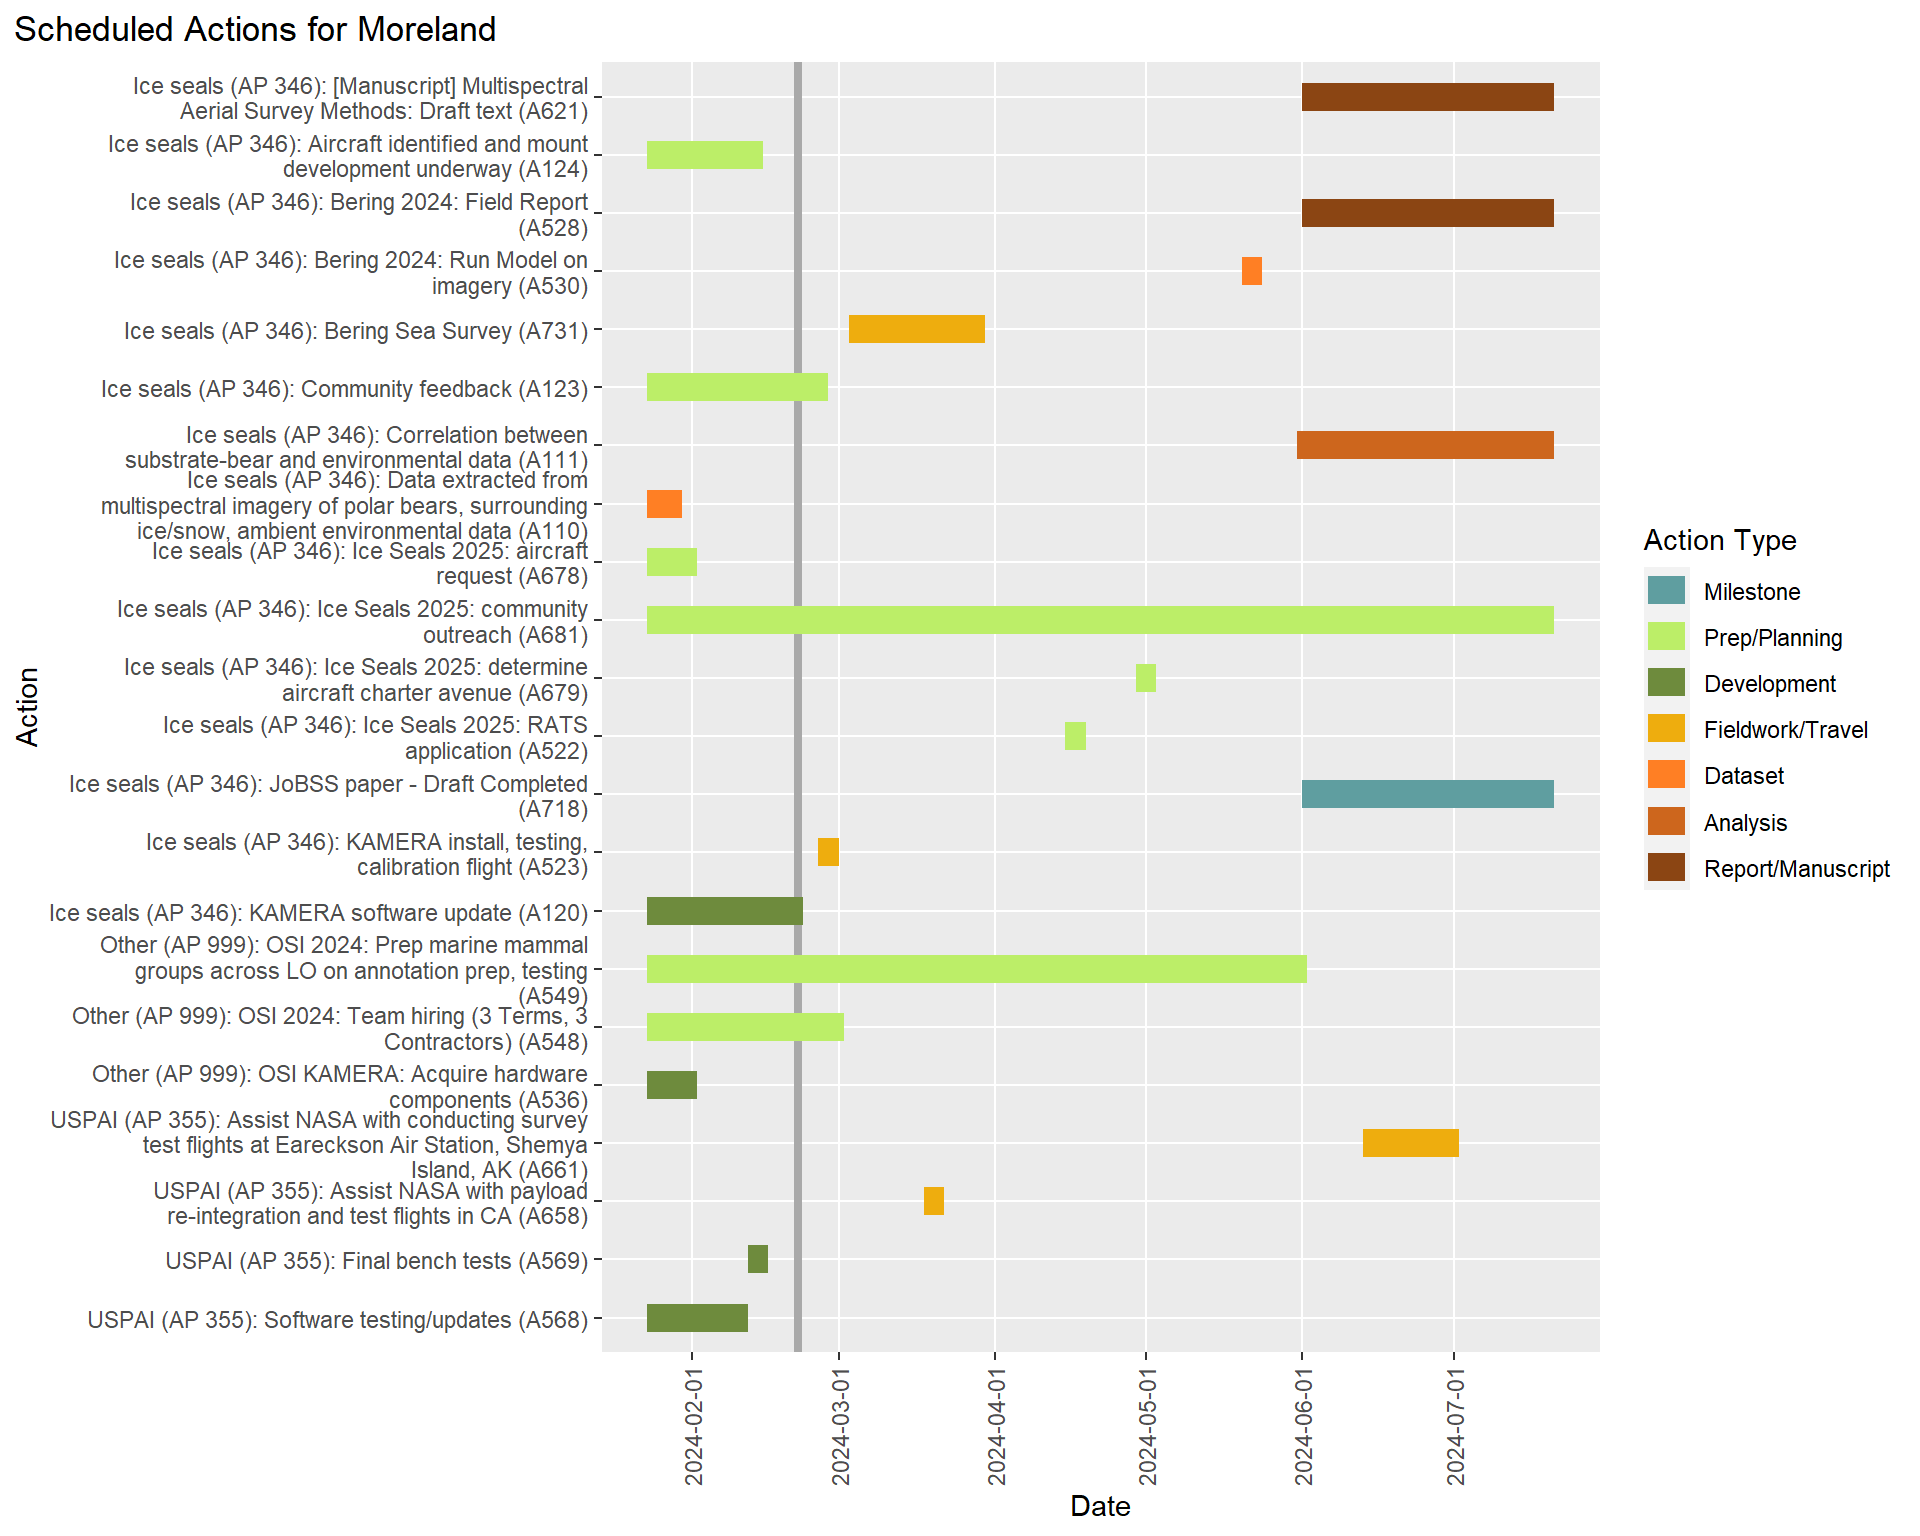 Scheduled Actions for Moreland
Ice seals (AP 346): [Manuscript] Multispectral
Aerial Survey Methods: Draft text (A621)
Ice seals (AP 346): Aircraft identified and mount
development underway (A124)
Ice seals (AP 346): Bering 2024: Field Report
(A528)
Ice seals (AP 346): Bering 2024: Run Model on
imagery (A530)
Ice seals (AP 346): Bering Sea Survey (A731)
Ice seals (AP 346): Community feedback (A123)
Ice seals (AP 346): Correlation between
substrate-bear and environmental data (A111)
Ice seals (AP 346): Data extracted from
multispectral imagery of polar bears, surrounding
ice/snow, ambient environmental data (A110)
Ice seals (AP 346): Ice Seals 2025: aircraft
request (A678)
Ice seals (AP 346): Ice Seals 2025: community
outreach (A681)
Ice seals (AP 346): Ice Seals 2025: determine
aircraft charter avenue (A679)
Ice seals (AP 346): Ice Seals 2025: RATS
application (A522)
Ice seals (AP 346): JoBSS paper - Draft Completed
(A718)
Ice seals (AP 346): KAMERA install, testing,
calibration flight (A523)
Ice seals (AP 346): KAMERA software update (A120)
Other (AP 999): OSI 2024: Prep marine mammal
groups across LO on annotation prep, testing
(A549)
Other (AP 999): OSI 2024: Team hiring (3 Terms, 3
Contractors) (A548)
Other (AP 999): OSI KAMERA: Acquire hardware
components (A536)
USPAI (AP 355): Assist NASA with conducting survey
test flights at Eareckson Air Station, Shemya
Island, AK (A661)
USPAI (AP 355): Assist NASA with payload
re-integration and test flights in CA (A658)
USPAI (AP 355): Final bench tests (A569)
USPAI (AP 355): Software testing/updates (A568)
Action
2024-02-01
2024-03-01
2024-04-01
2024-05-01
2024-06-01
2024-07-01
Date
Action Type
Milestone
Prep/Planning
Development
Fieldwork/Travel
Dataset
Analysis
Report/Manuscript